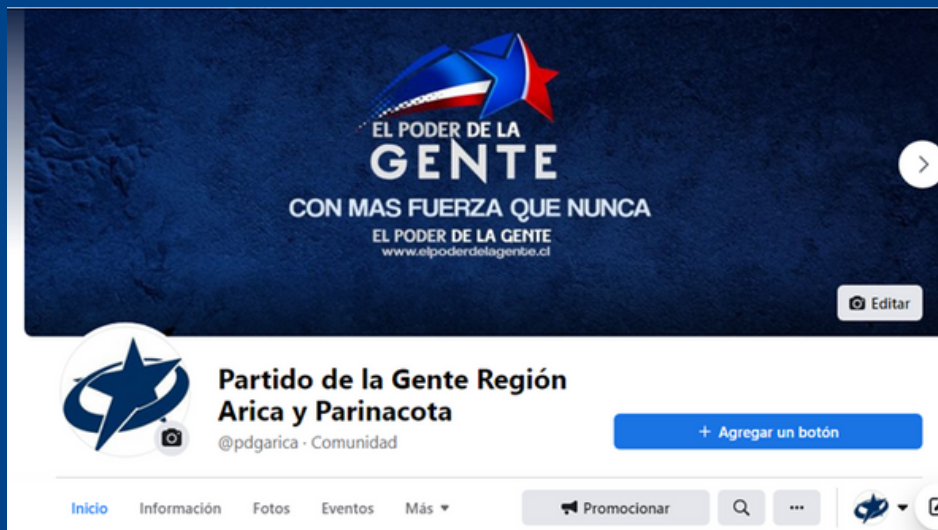 EL PODER DE LA
GENTE
CON MAS FUERZA QUE NUNCA
EL PODER DE LA GENTE
www.elpoderdelagente.cl
Editar
Partido de la Gente Región
Arica y Parinacota
@pdgarica · Comunidad
+ Agregar un botón
Inicio Información Fotos Eventos Más Promocionar